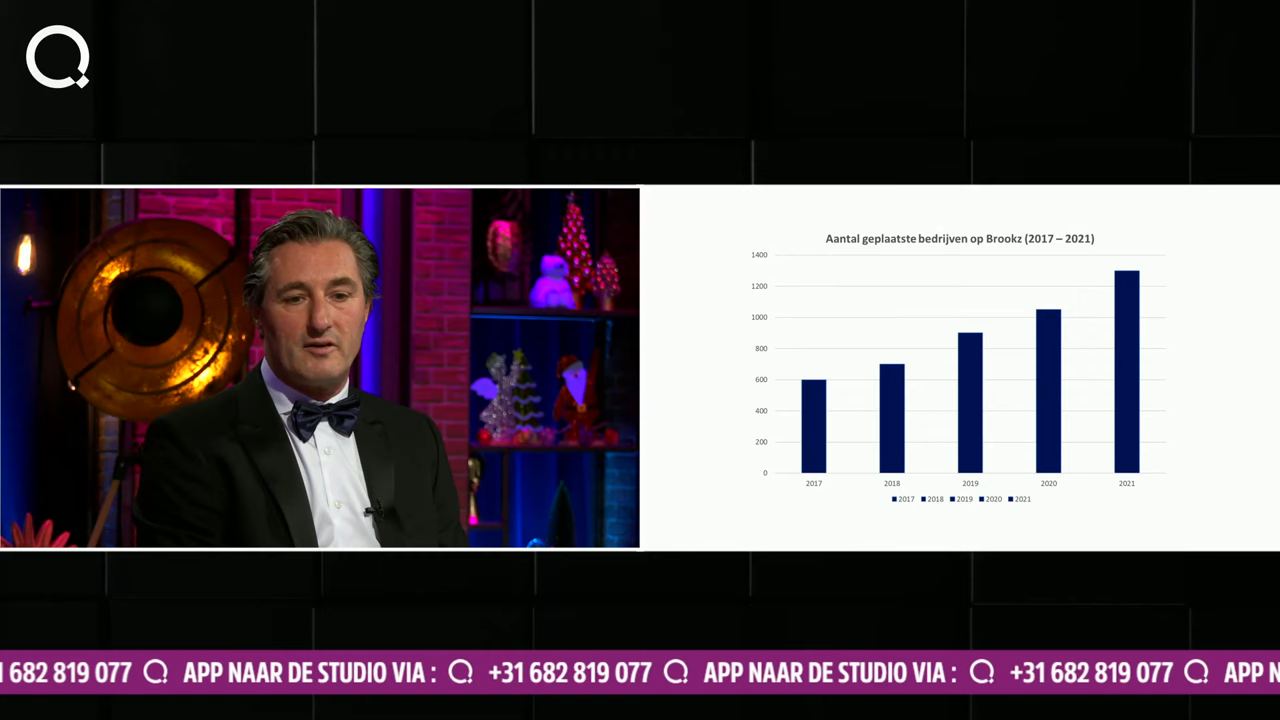 Aantal geplaatste bedrijven op Brookz (2017 – 2021)
1400
1200
1000
800
600
400
200
0
2017 2018 2019 2020 2021
2017 2018 2019 2020 2021
1 682 819 077 APP NAAR DE STUDIO VIA : +31 682 819 077 APP NAAR DE STUDIO VIA : +31 682 819 077 APP N